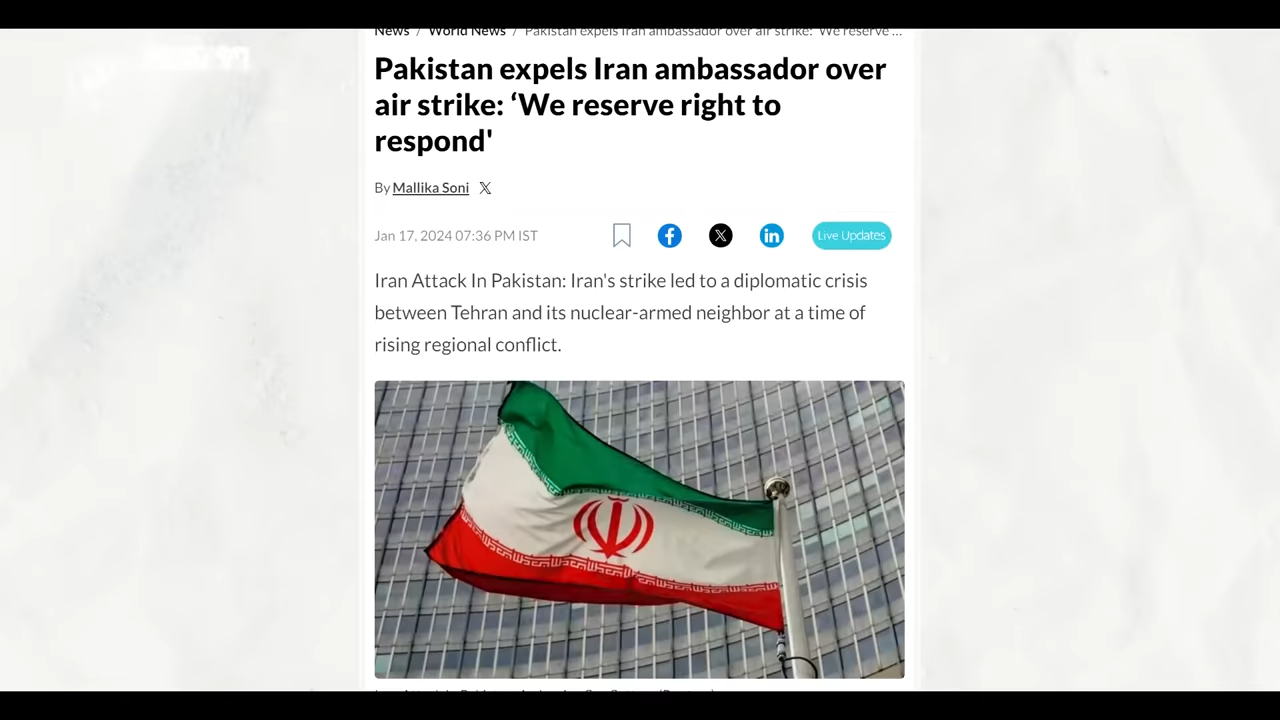 News / World News / Pakistan expels Iran ambassador over air strike: 'We reserve ...
Pakistan expels Iran ambassador over
air strike: ‘We reserve right to
respond'
By Mallika Soni
Jan 17, 2024 07:36 PM IST
Live Updates
Iran Attack In Pakistan: Iran's strike led to a diplomatic crisis
between Tehran and its nuclear-armed neighbor at a time of
rising regional conflict.